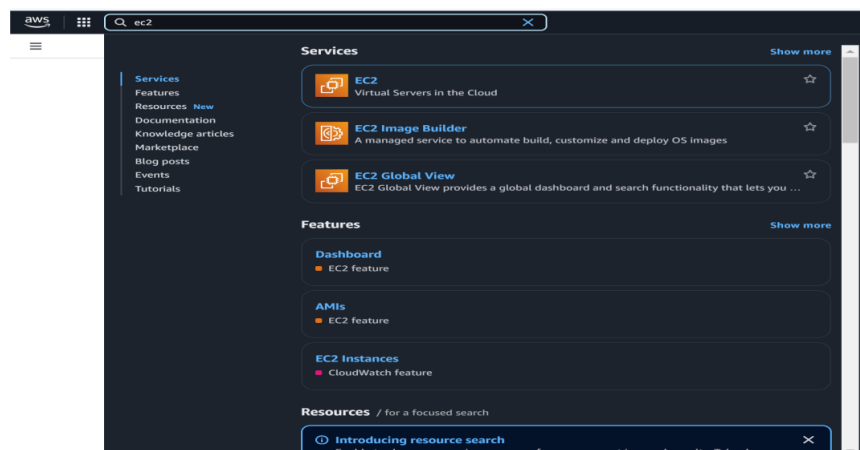 aws
ec2
Services
Features
Resources New
Documentation
Knowledge articles
Marketplace
Blog posts
Events
Tutorials
Services
Show more
EC2
Virtual Servers in the Cloud
EC2 Image Builder
A managed service to automate build, customize and deploy OS images
EC2 Global View
EC2 Global View provides a global dashboard and search functionality that lets you ...
Features
Show more
Dashboard
EC2 feature
AMIs
EC2 feature
EC2 Instances
CloudWatch feature
Resources / for a focused search
Introducing resource search